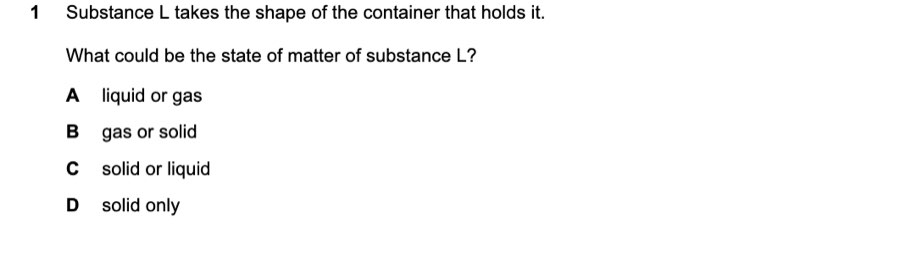 1 Substance L takes the shape of the container that holds it.
What could be the state of matter of substance L?
A liquid or gas
B gas or solid
C solid or liquid
D solid only